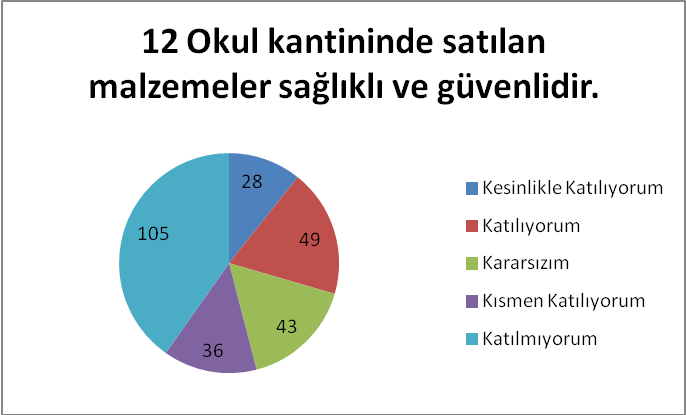 12 Okul kantininde satılan
malzemeler sağlıklı ve güvenlidir.
28
49
43
36
105
Kesinlikle Katılıyorum
Katılıyorum
Kararsızım
Kısmen Katılıyorum
Katılmıyorum